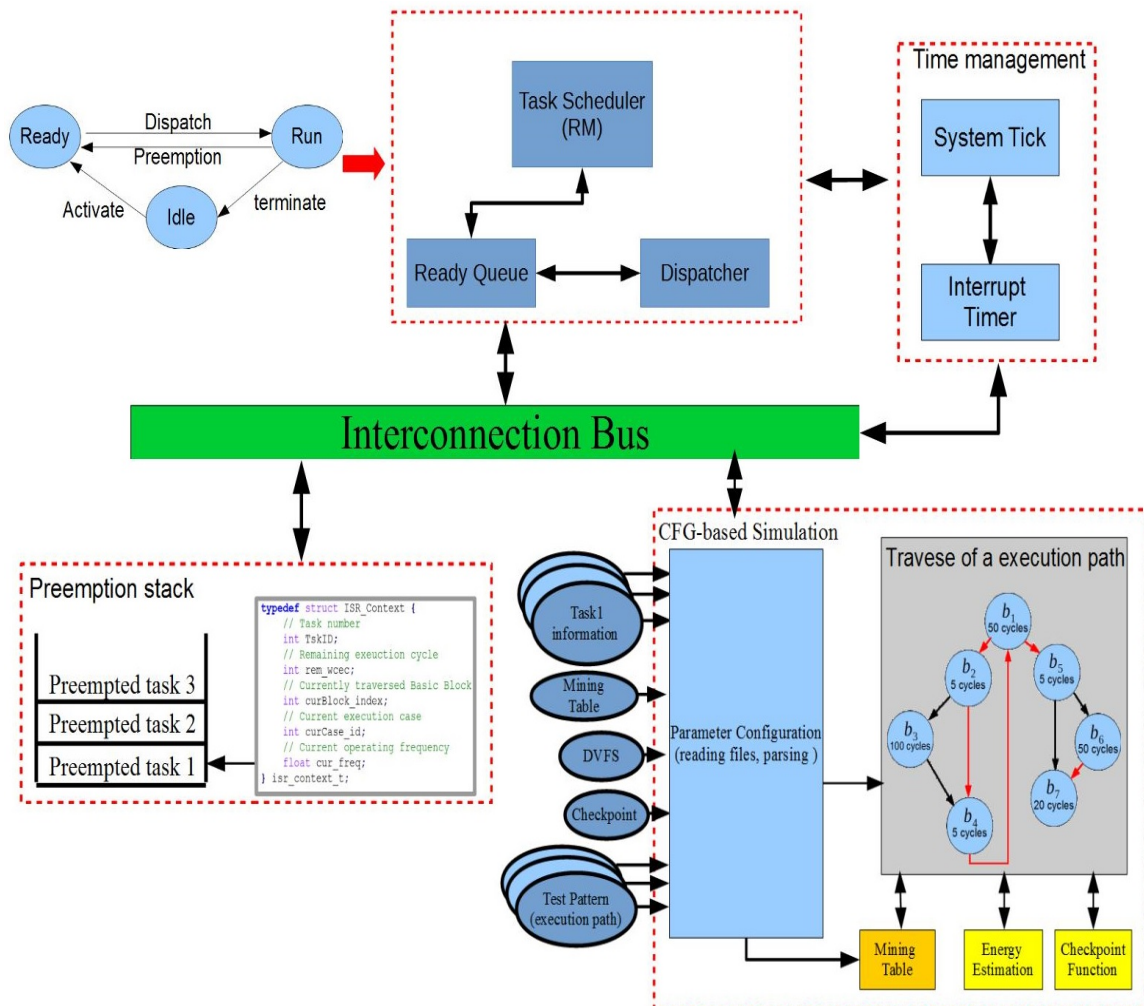 Ready
Dispatch
Run
Preemption
Activate
Idle
terminate
Task Scheduler
(RM)
Ready Queue
Dispatcher
Time management
System Tick
Interrupt
Timer
Interconnection Bus
Preemption stack
Preempted task 3
Preempted task 2
Preempted task 1
typedef struct ISR_Context {
// Task number
int TskID;
// Remaining exeuction cycle
int rem_wcec;
// Currently traversed Basic Block
int curBlock_index;
// Current execution case
int curCase_id;
// Current operating frequency
float cur_freq;
} isr_context_t;
CFG-based Simulation
Task1
information
Mining
Table
DVFS
Checkpoint
Test Pattern
(execution path)
Parameter Configuration
(reading files, parsing )
Travese of a execution path
b1
50 cycles
b2
5 cycles
b5
5 cycles
b3
100 cycles
b6
50 cycles
b4
5 cycles
b7
20 cycles
Mining
Table
Energy
Estimation
Checkpoint
Function